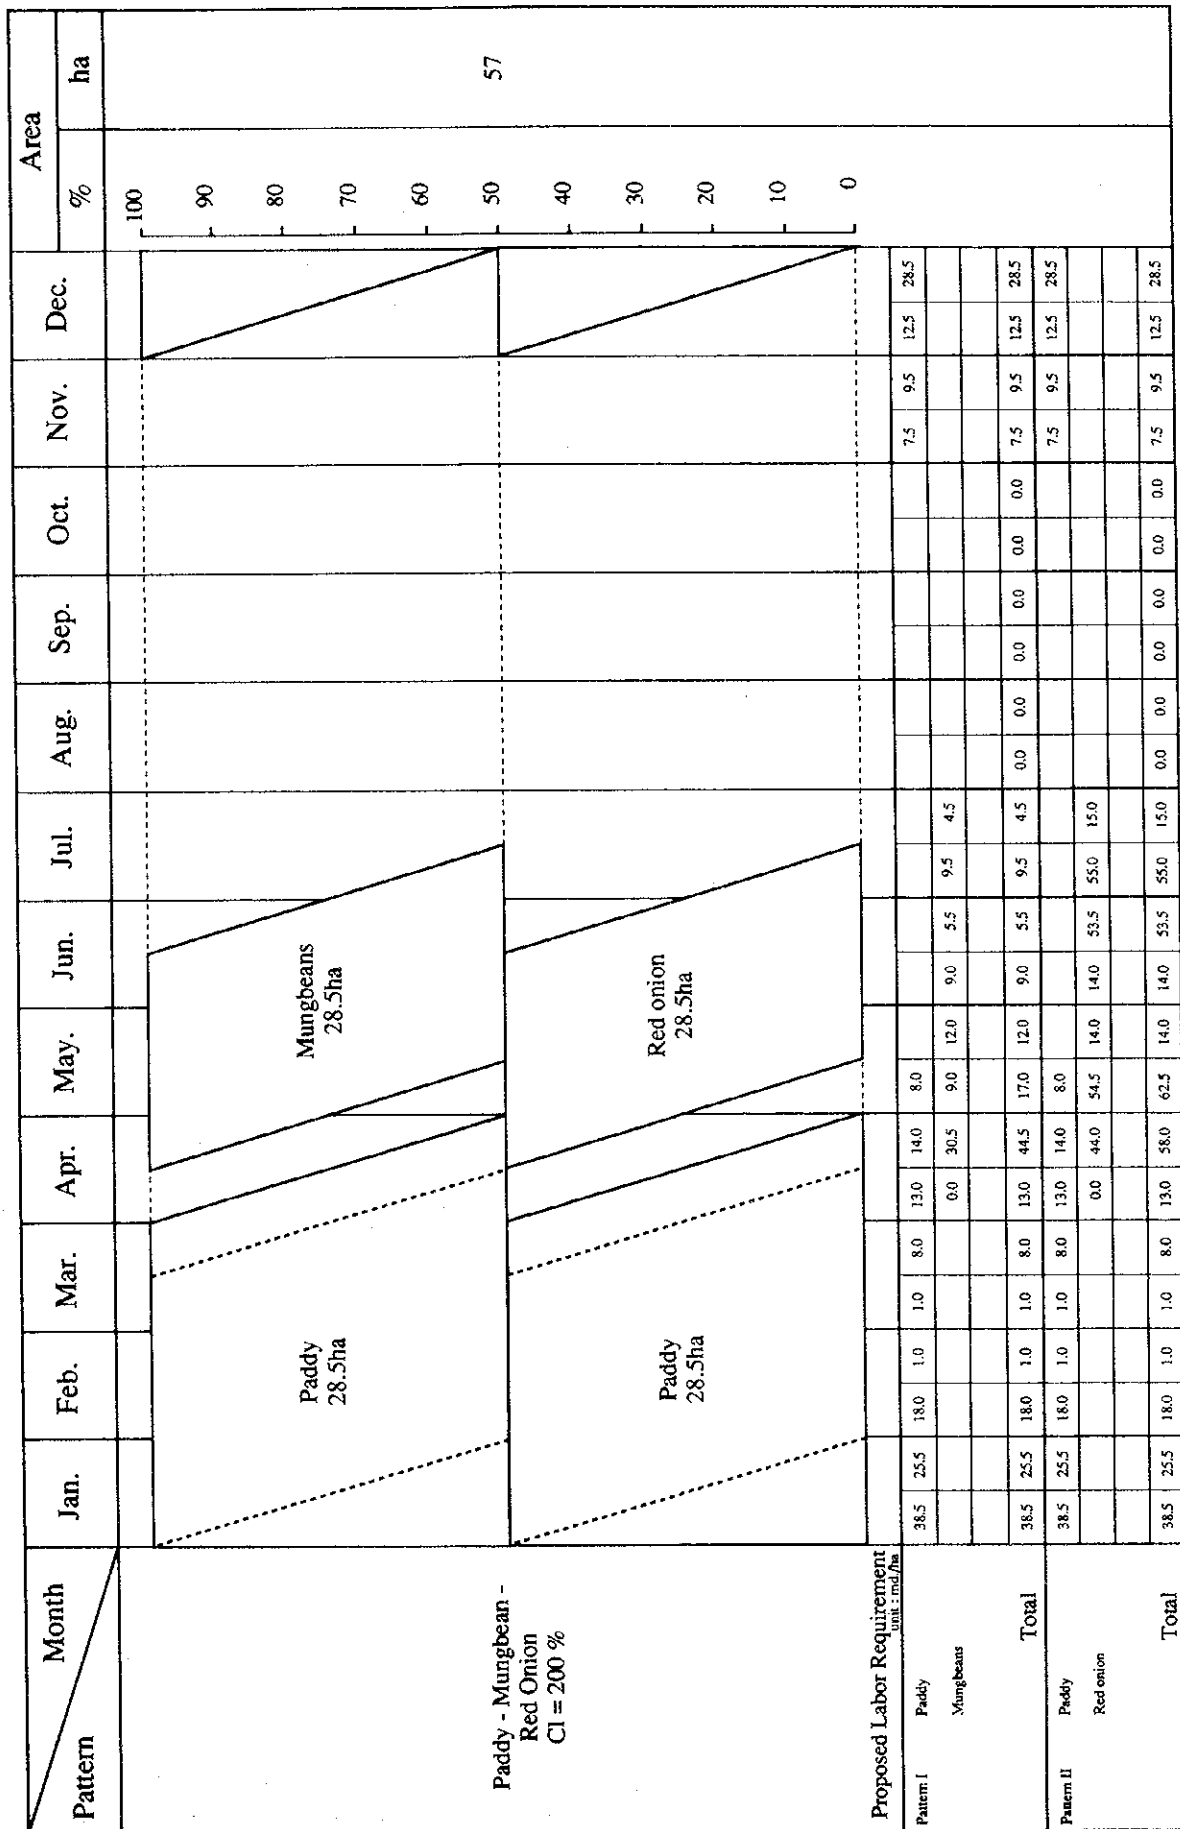 Pattern
Month
Jan. Feb. Mar. Apr. May. Jun. Jul. Aug. Sep. Oct. Nov. Dec.
Area
% ha
Paddy - Mungbean -
Red Onion
CI = 200 %
Paddy
28.5ha
Mungbeans
28.5ha
Paddy
28.5ha
Red onion
28.5ha
100
90
80
70
60
50
40
30
20
10
0
57
Proposed Labor Requirement
unit : md./ha
Pattern I Paddy 38.5 25.5 18.0 1.0 1.0 8.0 13.0 14.0 8.0 7.5 9.5 12.5 28.5
Mungbeans 0.0 30.5 9.0 12.0 9.0 5.5 9.5 4.5
Total 38.5 25.5 18.0 1.0 1.0 8.0 13.0 44.5 17.0 12.0 9.0 5.5 9.5 4.5 0.0 0.0 0.0 0.0 0.0 0.0 7.5 9.5 12.5 28.5
Pattern II Paddy 38.5 25.5 18.0 1.0 1.0 8.0 13.0 14.0 8.0 7.5 9.5 12.5 28.5
Red onion 0.0 44.0 54.5 14.0 14.0 53.5 55.0 15.0
Total 38.5 25.5 18.0 1.0 1.0 8.0 13.0 58.0 62.5 14.0 14.0 53.5 55.0 15.0 0.0 0.0 0.0 0.0 0.0 0.0 7.5 9.5 12.5 28.5